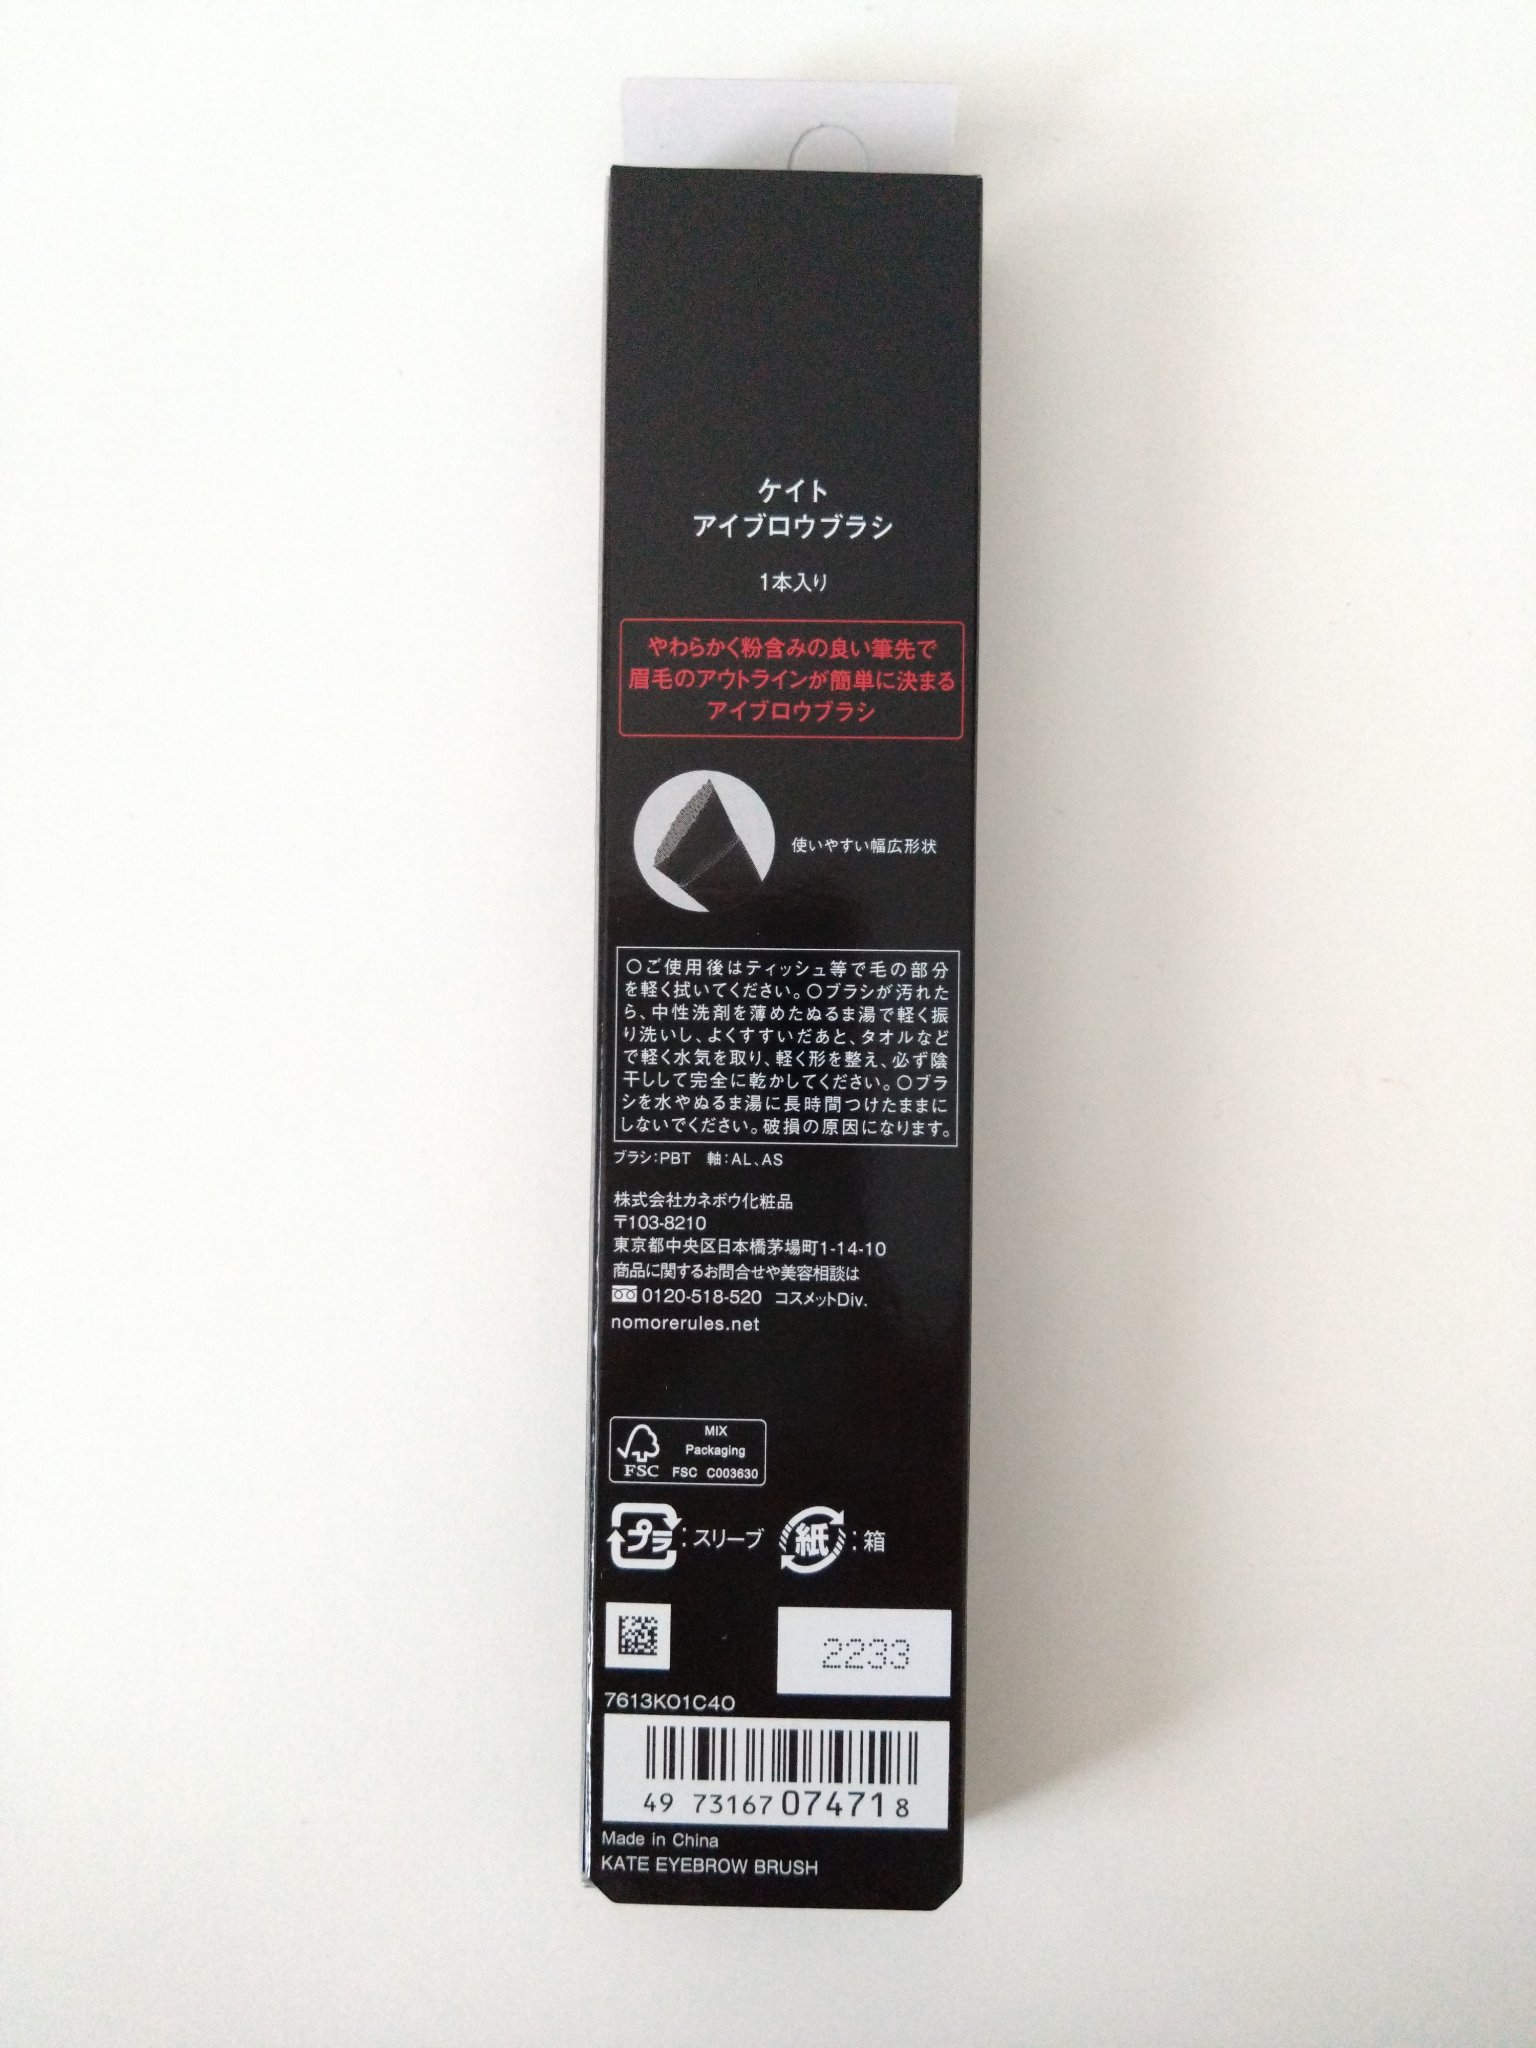 ケイト
アイブロウブラシ
1本入り
やわらかく粉含みの良い筆先で
眉毛のアウトラインが簡単に決まる
アイブロウブラシ
使いやすい幅広形状
○ご使用後はティッシュ等で毛の部分
を軽く拭いてください。○ブラシが汚れた
ら、中性洗剤を薄めたぬるま湯で軽く振
り洗いし、よくすすいだあと、タオルなど
で軽く水気を取り、軽く形を整え、必ず陰
干しして完全に乾かしてください。○ブラ
シを水やぬるま湯に長時間つけたままに
しないでください。破損の原因になります。
ブラシ:PBT 軸:AL、AS
株式会社カネボウ化粧品
〒103-8210
東京都中央区日本橋茅場町1-14-10
商品に関するお問合せや美容相談は
0120-518-520 コスメットDiv.
nomorerules.net
MIX
Packaging
FSC FSC C003630
プラ:スリーブ 紙:箱
2233
7613K01C40
49 73167 07471 8
Made in China
KATE EYEBROW BRUSH